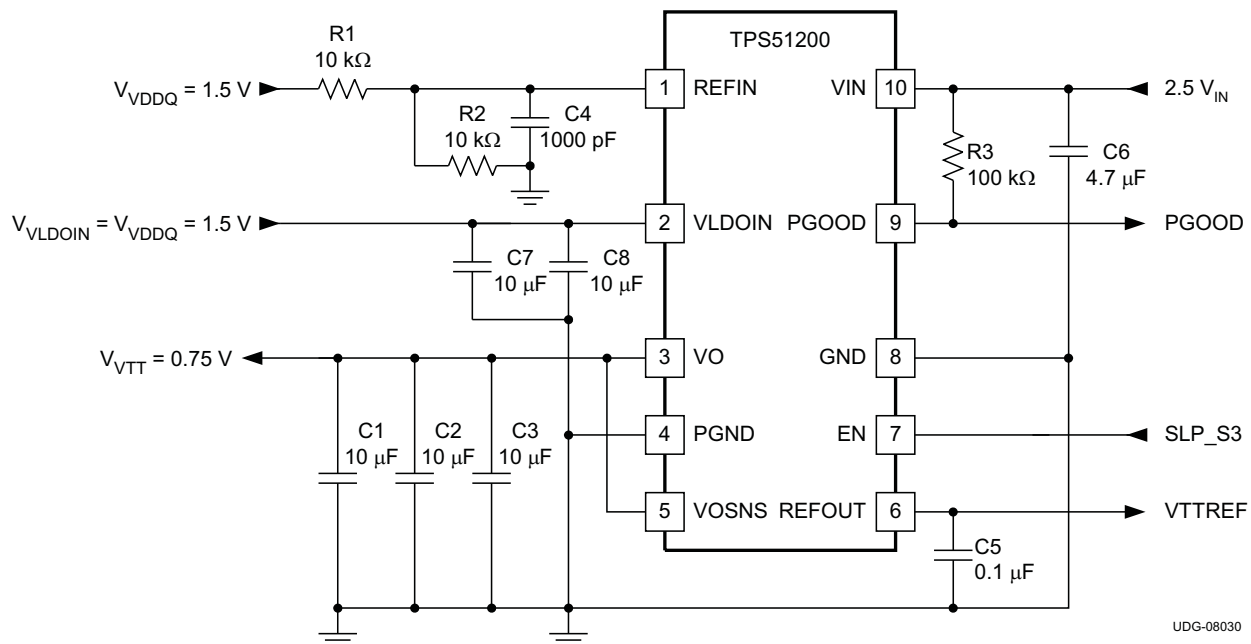 TPS51200
R1
10 kΩ
V_VDDQ = 1.5 V
1
REFIN
VIN
10
2.5 V_IN
R2
10 kΩ
C4
1000 pF
R3
100 kΩ
C6
4.7 µF
V_VLDOIN = V_VDDQ = 1.5 V
2
VLDOIN
PGOOD
9
PGOOD
C7
10 µF
C8
10 µF
V_VTT = 0.75 V
3
VO
GND
8
C1
10 µF
C2
10 µF
C3
10 µF
4
PGND
EN
7
SLP_S3
5
VOSNS
REFOUT
6
VTTREF
C5
0.1 µF
UDG-08030